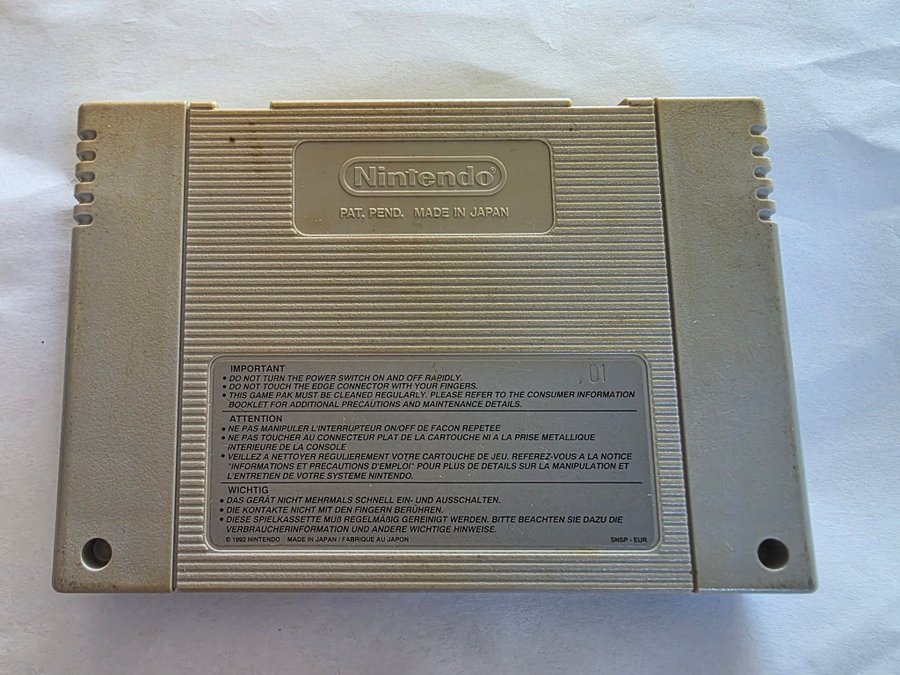 Nintendo®
PAT. PEND. MADE IN JAPAN
IMPORTANT
01
• DO NOT TURN THE POWER SWITCH ON AND OFF RAPIDLY.
• DO NOT TOUCH THE EDGE CONNECTOR WITH YOUR FINGERS.
• THIS GAME PAK MUST BE CLEANED REGULARLY. PLEASE REFER TO THE CONSUMER INFORMATION
BOOKLET FOR ADDITIONAL PRECAUTIONS AND MAINTENANCE DETAILS.
ATTENTION
• NE PAS MANIPULER L'INTERRUPTEUR ON/OFF DE FACON REPETEE
• NE PAS TOUCHER AU CONNECTEUR PLAT DE LA CARTOUCHE NI A LA PRISE METALLIQUE
INTERIEURE DE LA CONSOLE
• VEILLEZ A NETTOYER REGULIEREMENT VOTRE CARTOUCHE DE JEU. REFEREZ-VOUS A LA NOTICE
"INFORMATIONS ET PRECAUTIONS D'EMPLOI" POUR PLUS DE DETAILS SUR LA MANIPULATION ET
L'ENTRETIEN DE VOTRE SYSTEME NINTENDO.
WICHTIG
• DAS GERÄT NICHT MEHRMALS SCHNELL EIN- UND AUSSCHALTEN.
• DIE KONTAKTE NICHT MIT DEN FINGERN BERÜHREN.
• DIESE SPIELKASSETTE MUß REGELMÄßIG GEREINIGT WERDEN. BITTE BEACHTEN SIE DAZU DIE
VERBRAUCHERINFORMATION UND ANDERE WICHTIGE HINWEISE.
© 1992 NINTENDO MADE IN JAPAN / FABRIQUE AU JAPON SNSP - EUR